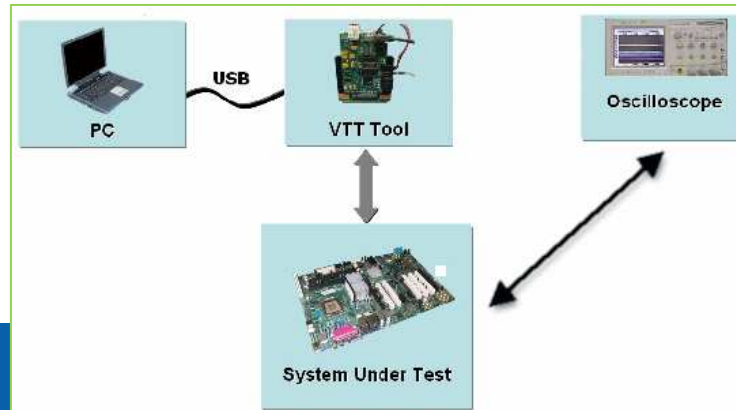 USB
PC
VTT Tool
Oscilloscope
System Under Test